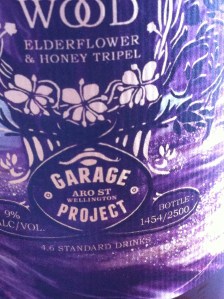 WOOD
ELDERFLOWER
& HONEY TRIPEL
GARAGE
ARO ST
WELLINGTON
PROJECT
9%
ALC/VOL.
BOTTLE:
1454/2500
4.6 STANDARD DRINKS